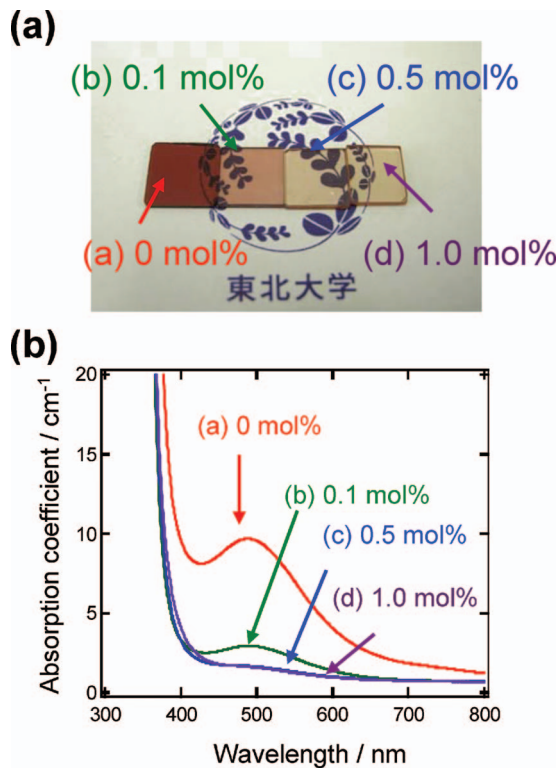 (a)
(b) 0.1 mol%
(c) 0.5 mol%
(a) 0 mol%
(d) 1.0 mol%
東北大学
(b)
Absorption coefficient / cm-1
20
15
10
5
0
(a) 0 mol%
(b) 0.1 mol%
(c) 0.5 mol%
(d) 1.0 mol%
300 400 500 600 700 800
Wavelength / nm